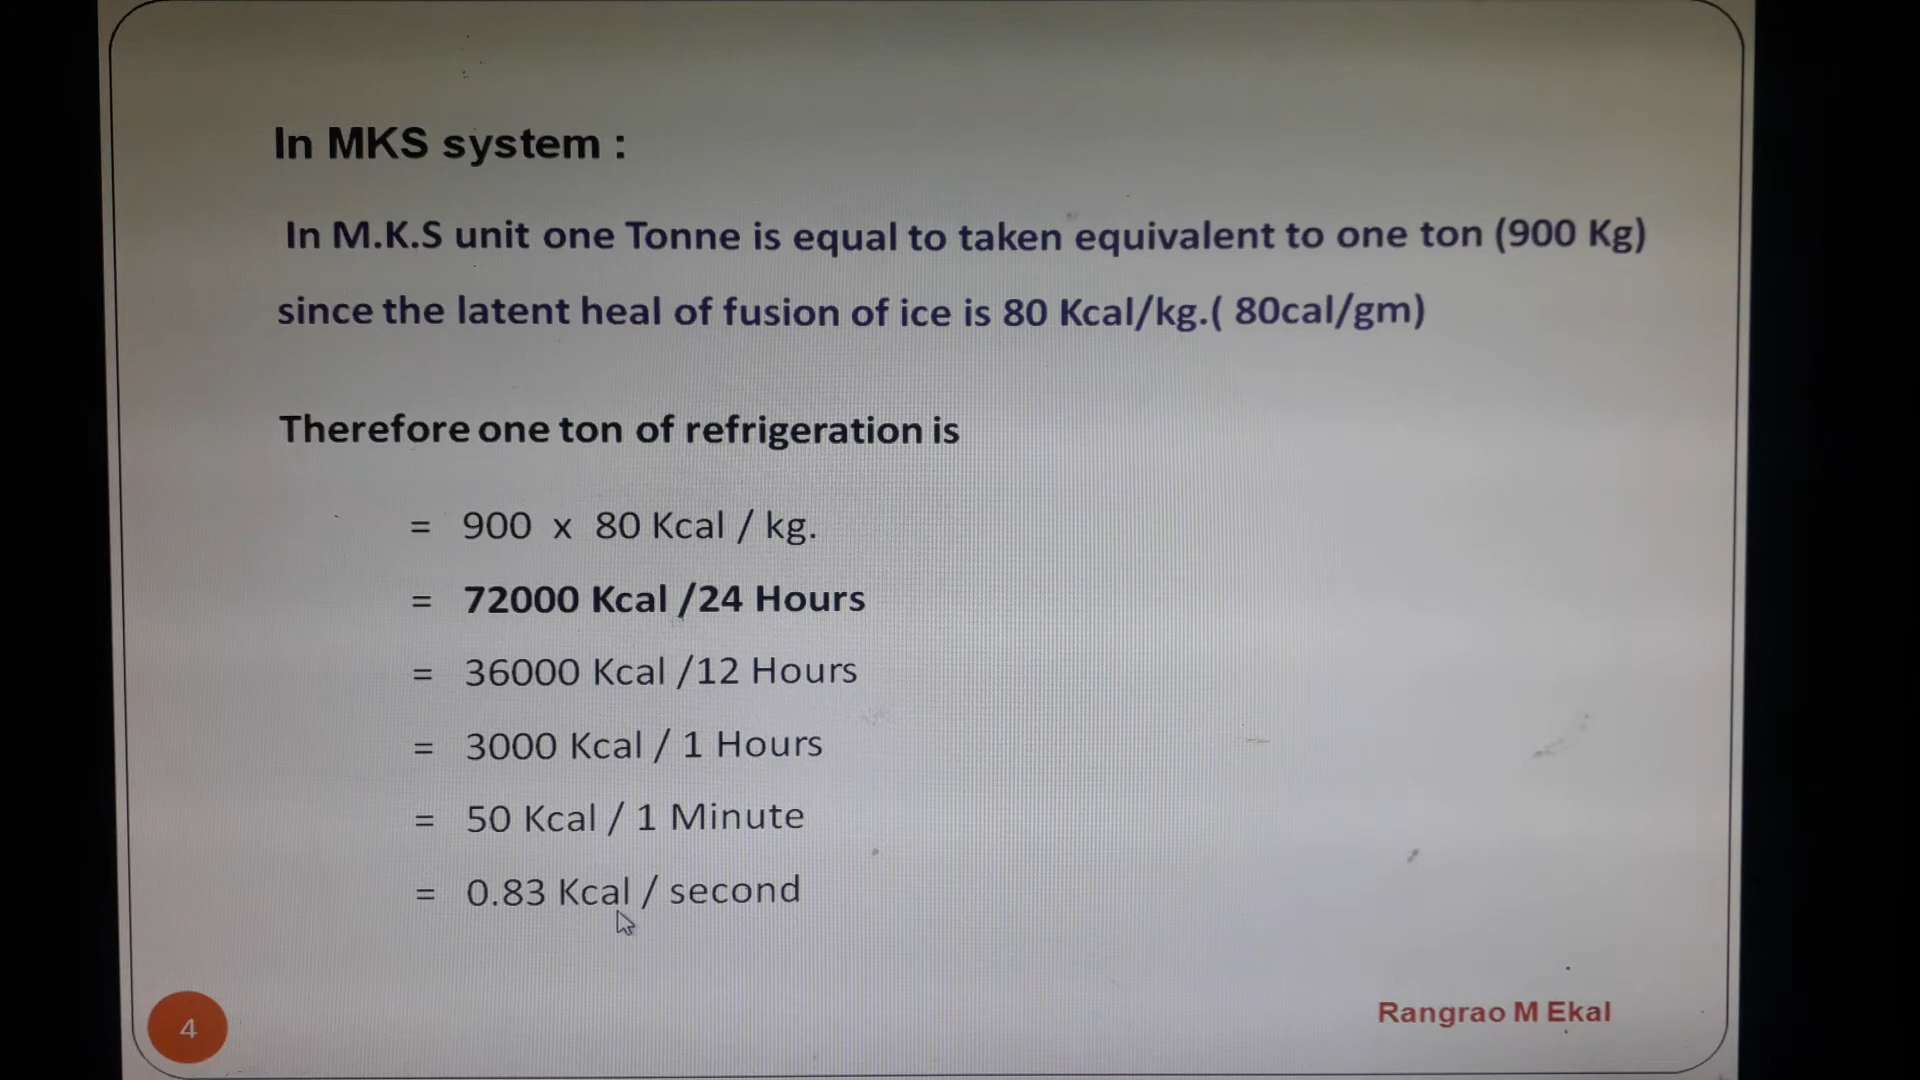 In MKS system :
In M.K.S unit one Tonne is equal to taken equivalent to one ton (900 Kg)
since the latent heal of fusion of ice is 80 Kcal/kg.( 80cal/gm)
Therefore one ton of refrigeration is
= 900 x 80 Kcal / kg.
= 72000 Kcal /24 Hours
= 36000 Kcal /12 Hours
= 3000 Kcal / 1 Hours
= 50 Kcal / 1 Minute
= 0.83 Kcal / second
4
Rangrao M Ekal